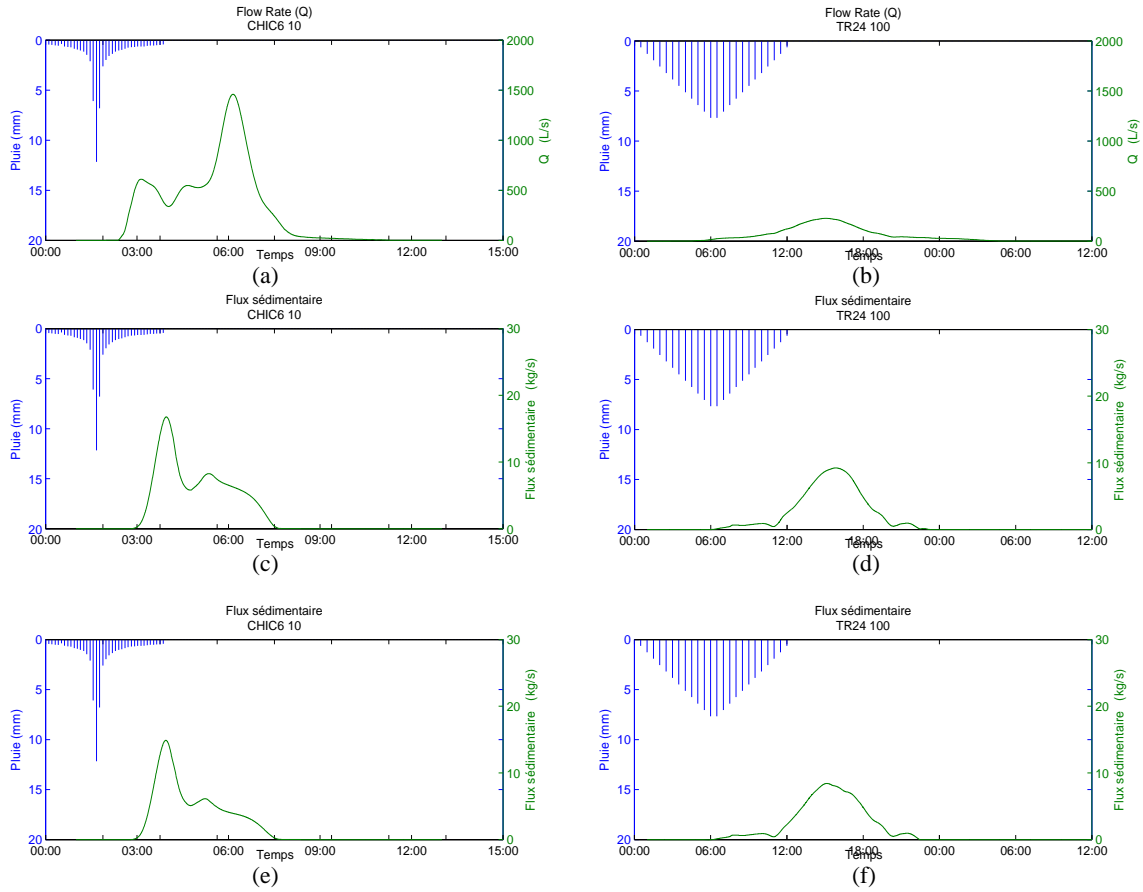 Flow Rate (Q)
CHIC6 10
0
5
10
15
20
Pluie (mm)
2000
1500
1000
500
0
Q (L/s)
00:00 03:00 06:00 09:00 12:00 15:00
Temps
(a)
Flow Rate (Q)
TR24 100
0
5
10
15
20
Pluie (mm)
2000
1500
1000
500
0
Q (L/s)
00:00 06:00 12:00 18:00 00:00 06:00 12:00
Temps
(b)
Flux sédimentaire
CHIC6 10
0
5
10
15
20
Pluie (mm)
30
20
10
0
Flux sédimentaire (kg/s)
00:00 03:00 06:00 09:00 12:00 15:00
Temps
(c)
Flux sédimentaire
TR24 100
0
5
10
15
20
Pluie (mm)
30
20
10
0
Flux sédimentaire (kg/s)
00:00 06:00 12:00 18:00 00:00 06:00 12:00
Temps
(d)
Flux sédimentaire
CHIC6 10
0
5
10
15
20
Pluie (mm)
30
20
10
0
Flux sédimentaire (kg/s)
00:00 03:00 06:00 09:00 12:00 15:00
Temps
(e)
Flux sédimentaire
TR24 100
0
5
10
15
20
Pluie (mm)
30
20
10
0
Flux sédimentaire (kg/s)
00:00 06:00 12:00 18:00 00:00 06:00 12:00
Temps
(f)